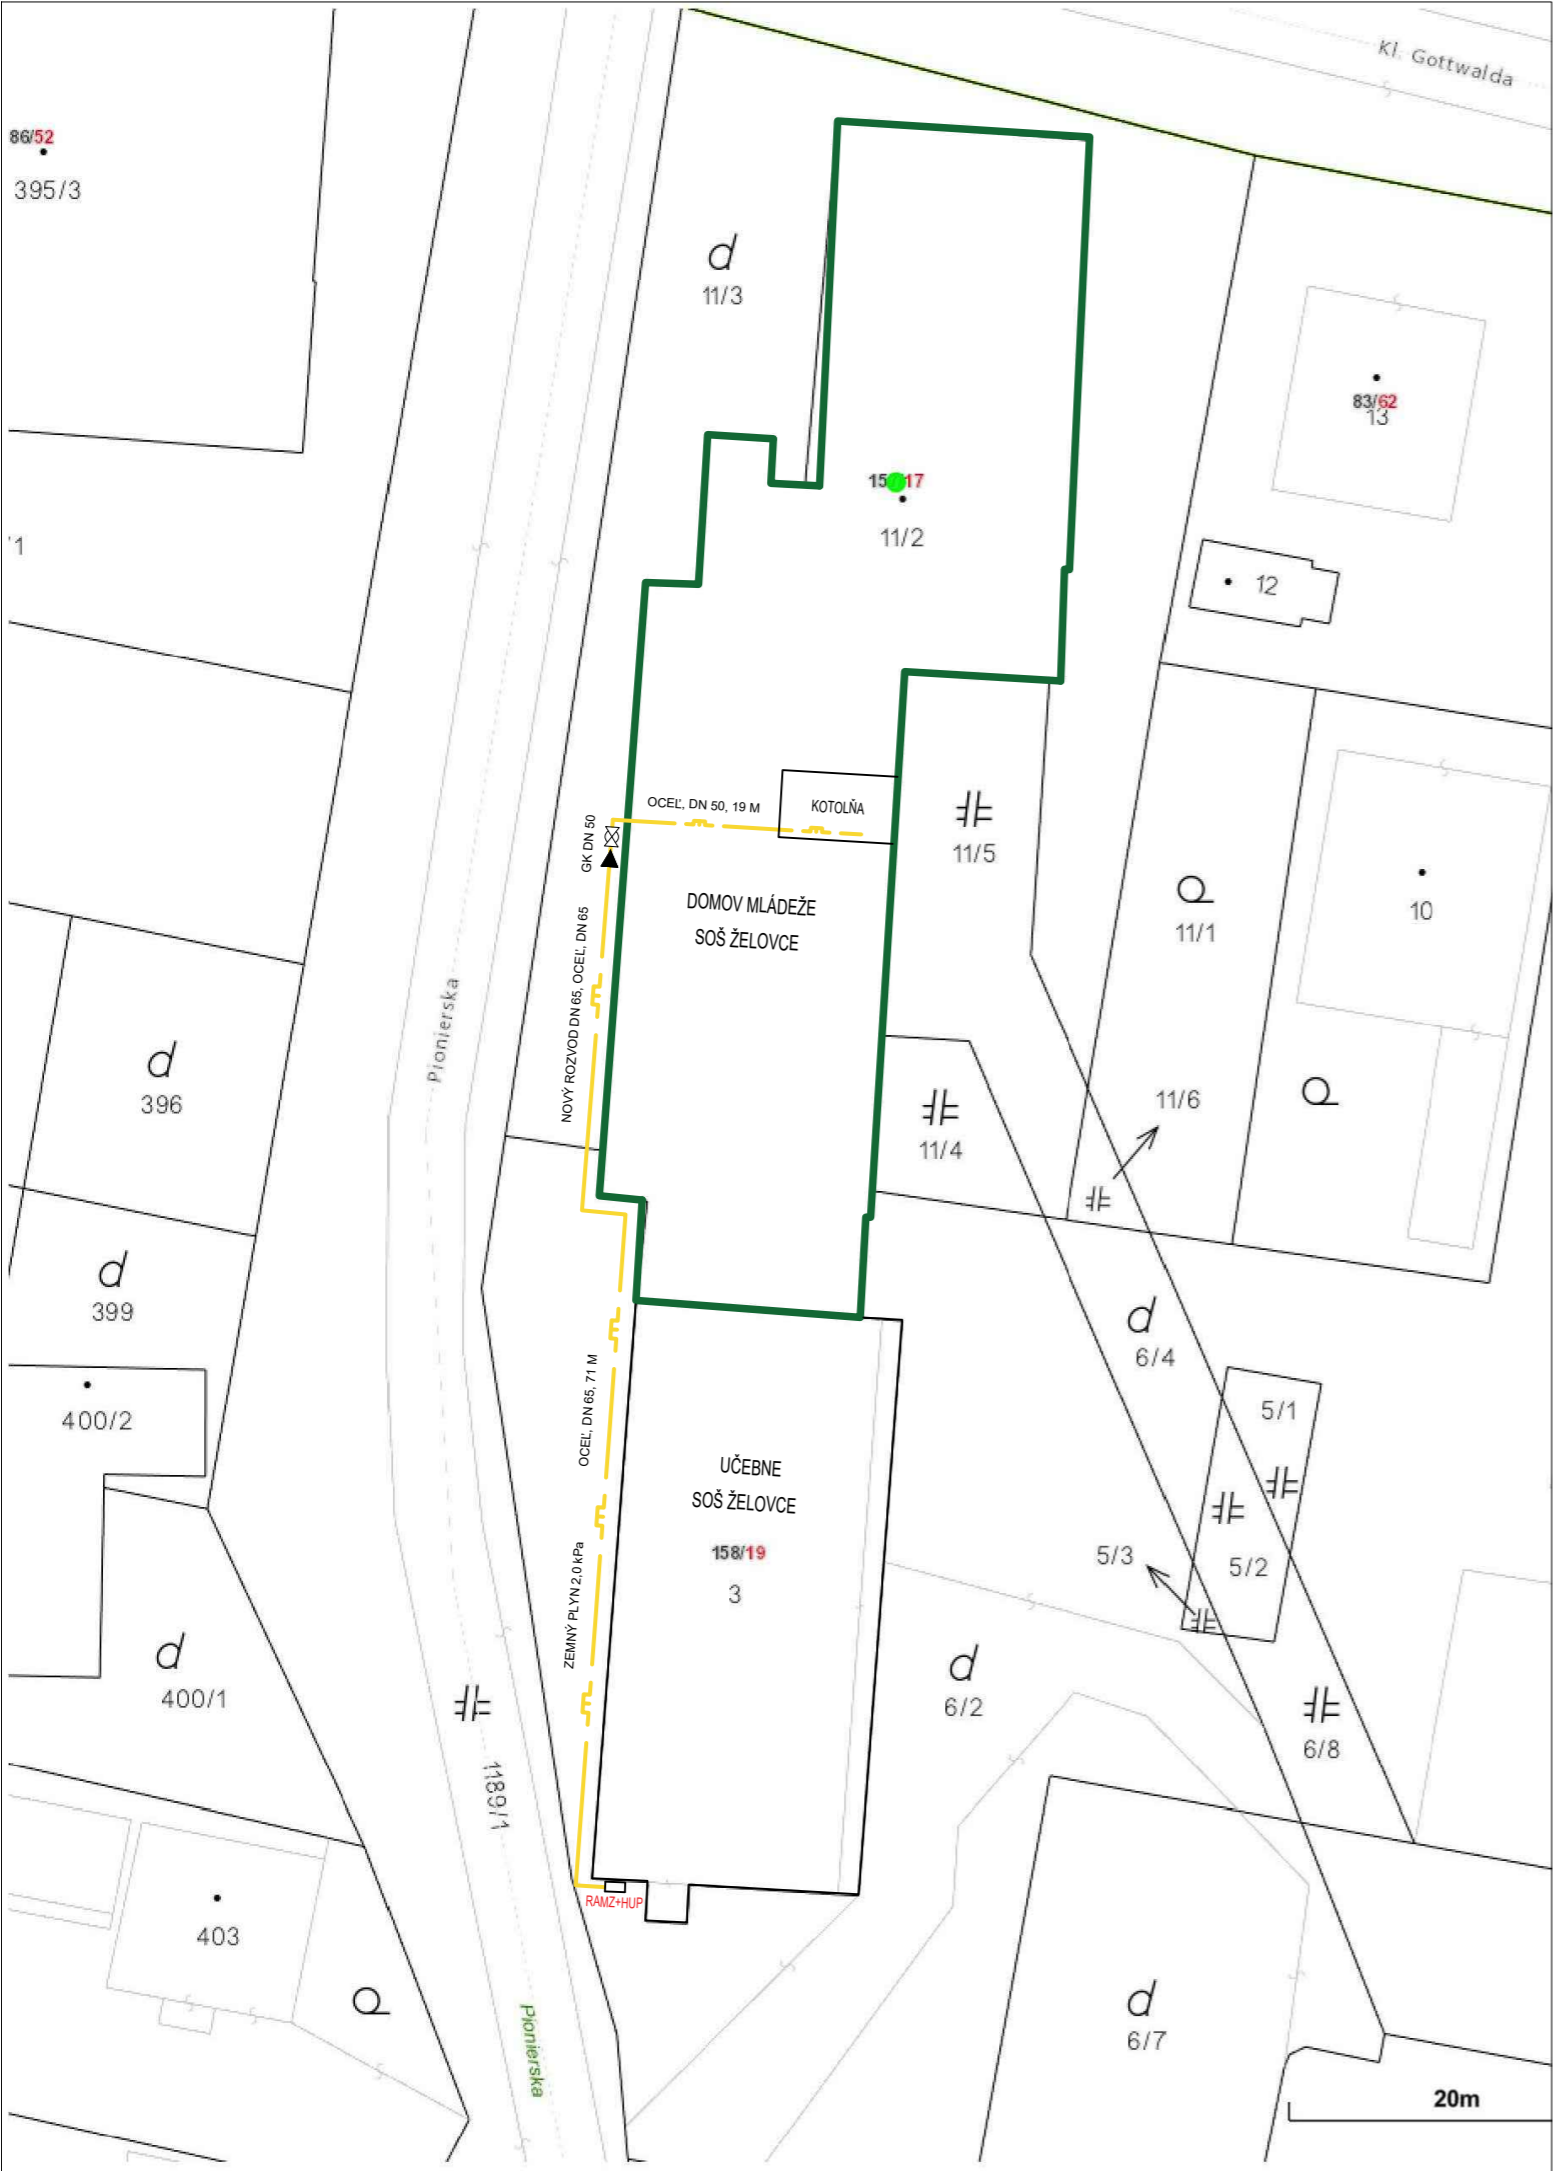 Kl. Gottwalda
86/52
395/3
d
11/3
83/62
13
17
11/2
12
OCEĽ, DN 50, 19 M
KOTOLŇA
GK DN 50
11/5
DOMOV MLÁDEŽE
SOŠ ŽELOVCE
11/1
10
NOVÝ ROZVOD DN 65, OCEĽ, DN 65
Pionierska
d
396
11/6
11/4
d
399
d
6/4
400/2
5/1
OCEĽ, DN 65, 71 M
UČEBNE
SOŠ ŽELOVCE
158/19
3
5/3
5/2
ZEMNÝ PLYN 2,0 kPa
d
400/1
d
6/2
6/8
1189/1
RAMZ+HUP
403
d
6/7
Pionierska
20m